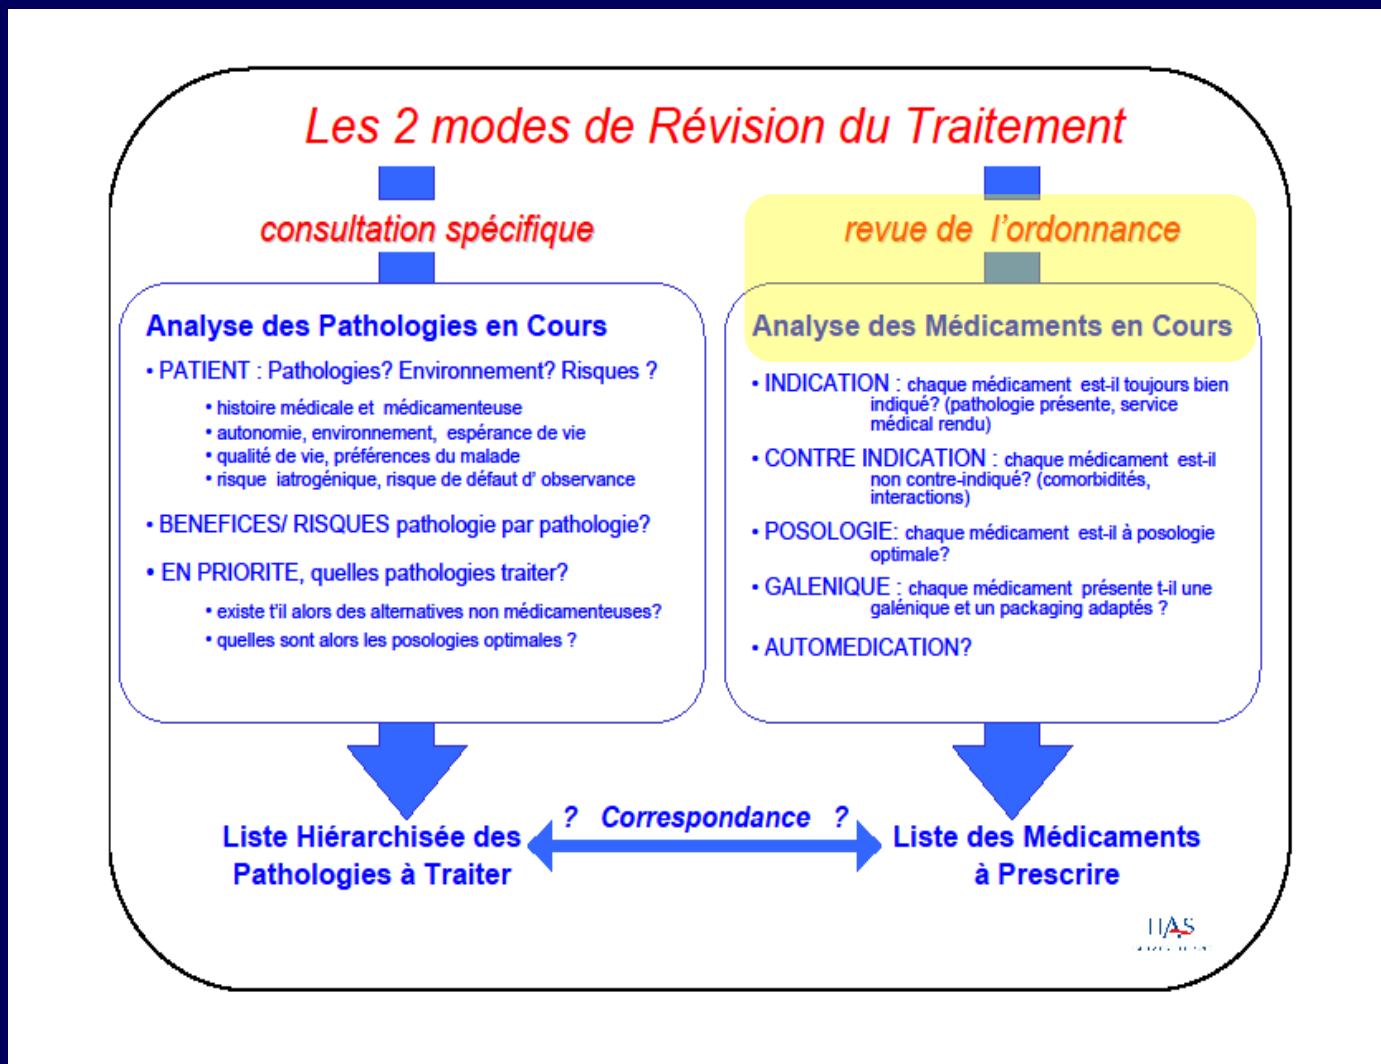 Les 2 modes de Révision du Traitement
consultation spécifique
Analyse des Pathologies en Cours
• PATIENT : Pathologies? Environnement? Risques ?
• histoire médicale et médicamenteuse
• autonomie, environnement, espérance de vie
• qualité de vie, préférences du malade
• risque iatrogénique, risque de défaut d' observance
• BENEFICES/ RISQUES pathologie par pathologie?
• EN PRIORITE, quelles pathologies traiter?
• existe t'il alors des alternatives non médicamenteuses?
• quelles sont alors les posologies optimales ?
Liste Hiérarchisée des
Pathologies à Traiter
revue de l'ordonnance
Analyse des Médicaments en Cours
• INDICATION : chaque médicament est-il toujours bien
indiqué? (pathologie présente, service
médical rendu)
• CONTRE INDICATION : chaque médicament est-il
non contre-indiqué? (comorbidités,
interactions)
• POSOLOGIE: chaque médicament est-il à posologie
optimale?
• GALENIQUE : chaque médicament présente t-il une
galénique et un packaging adaptés ?
• AUTOMEDICATION?
? Correspondance ?
Liste des Médicaments
à Prescrire
HAS